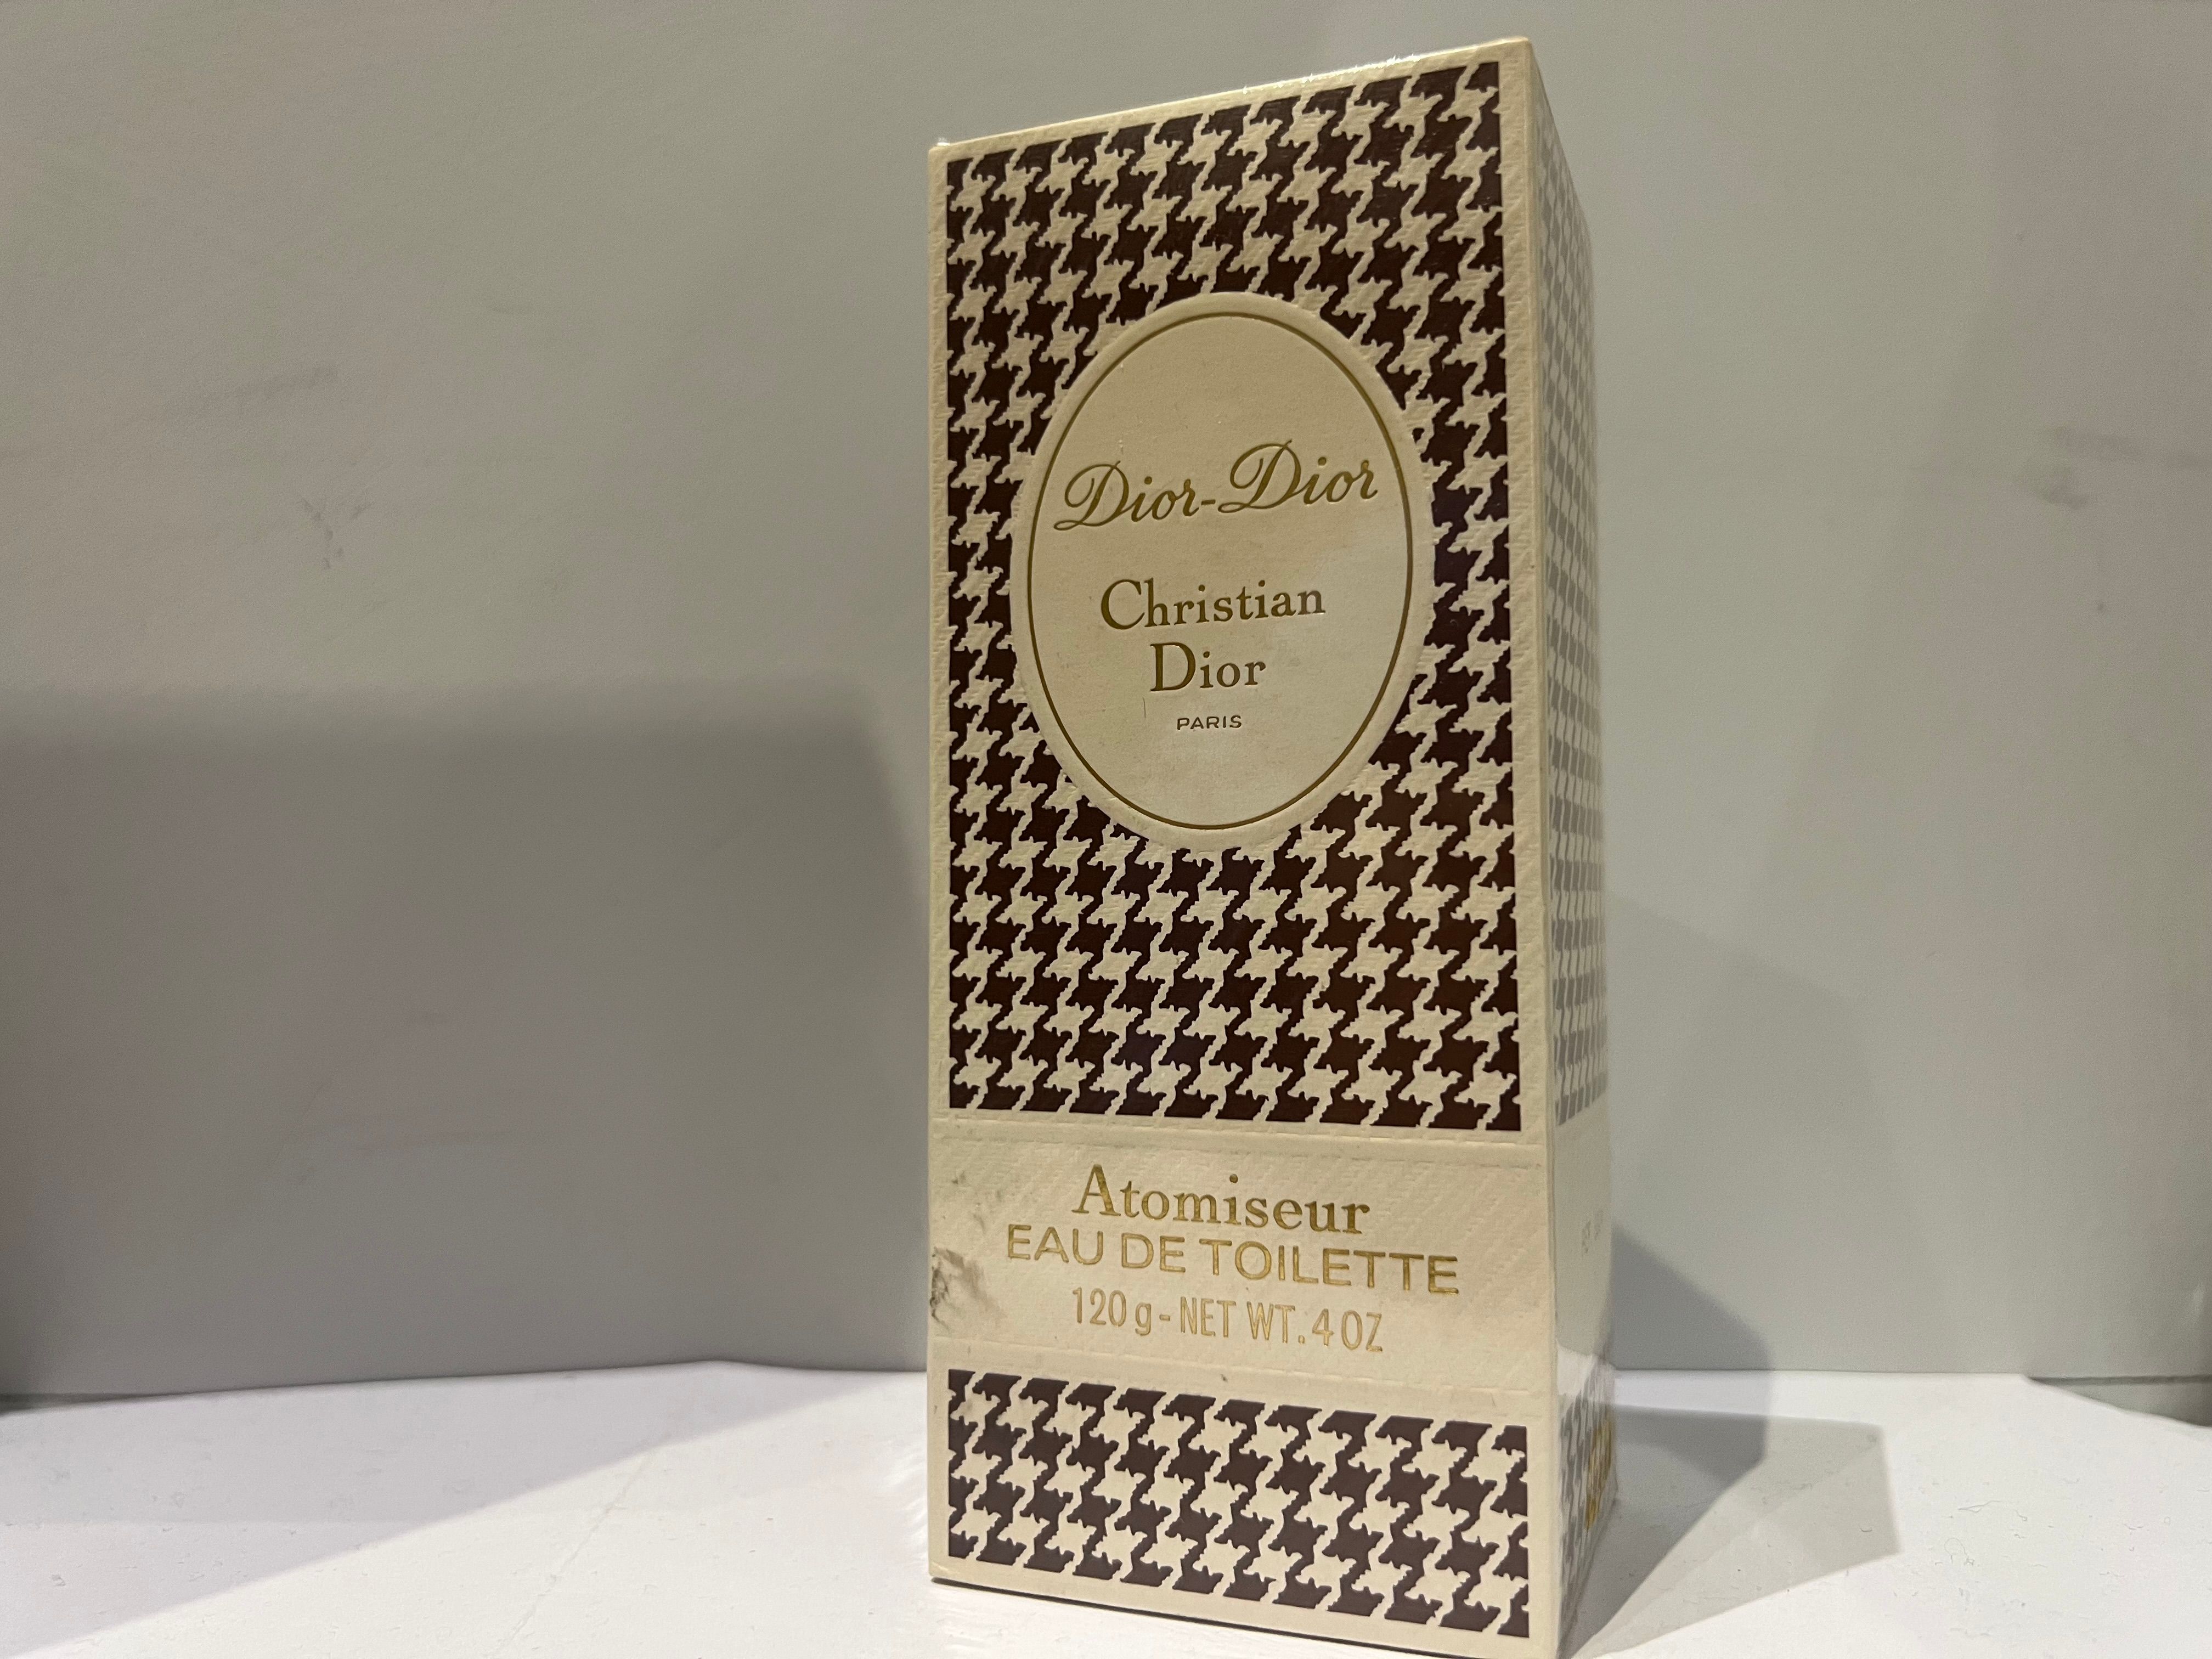 Dior-Dior
Christian
Dior
PARIS
Atomiseur
EAU DE TOILETTE
120 g - NET WT. 4 OZ